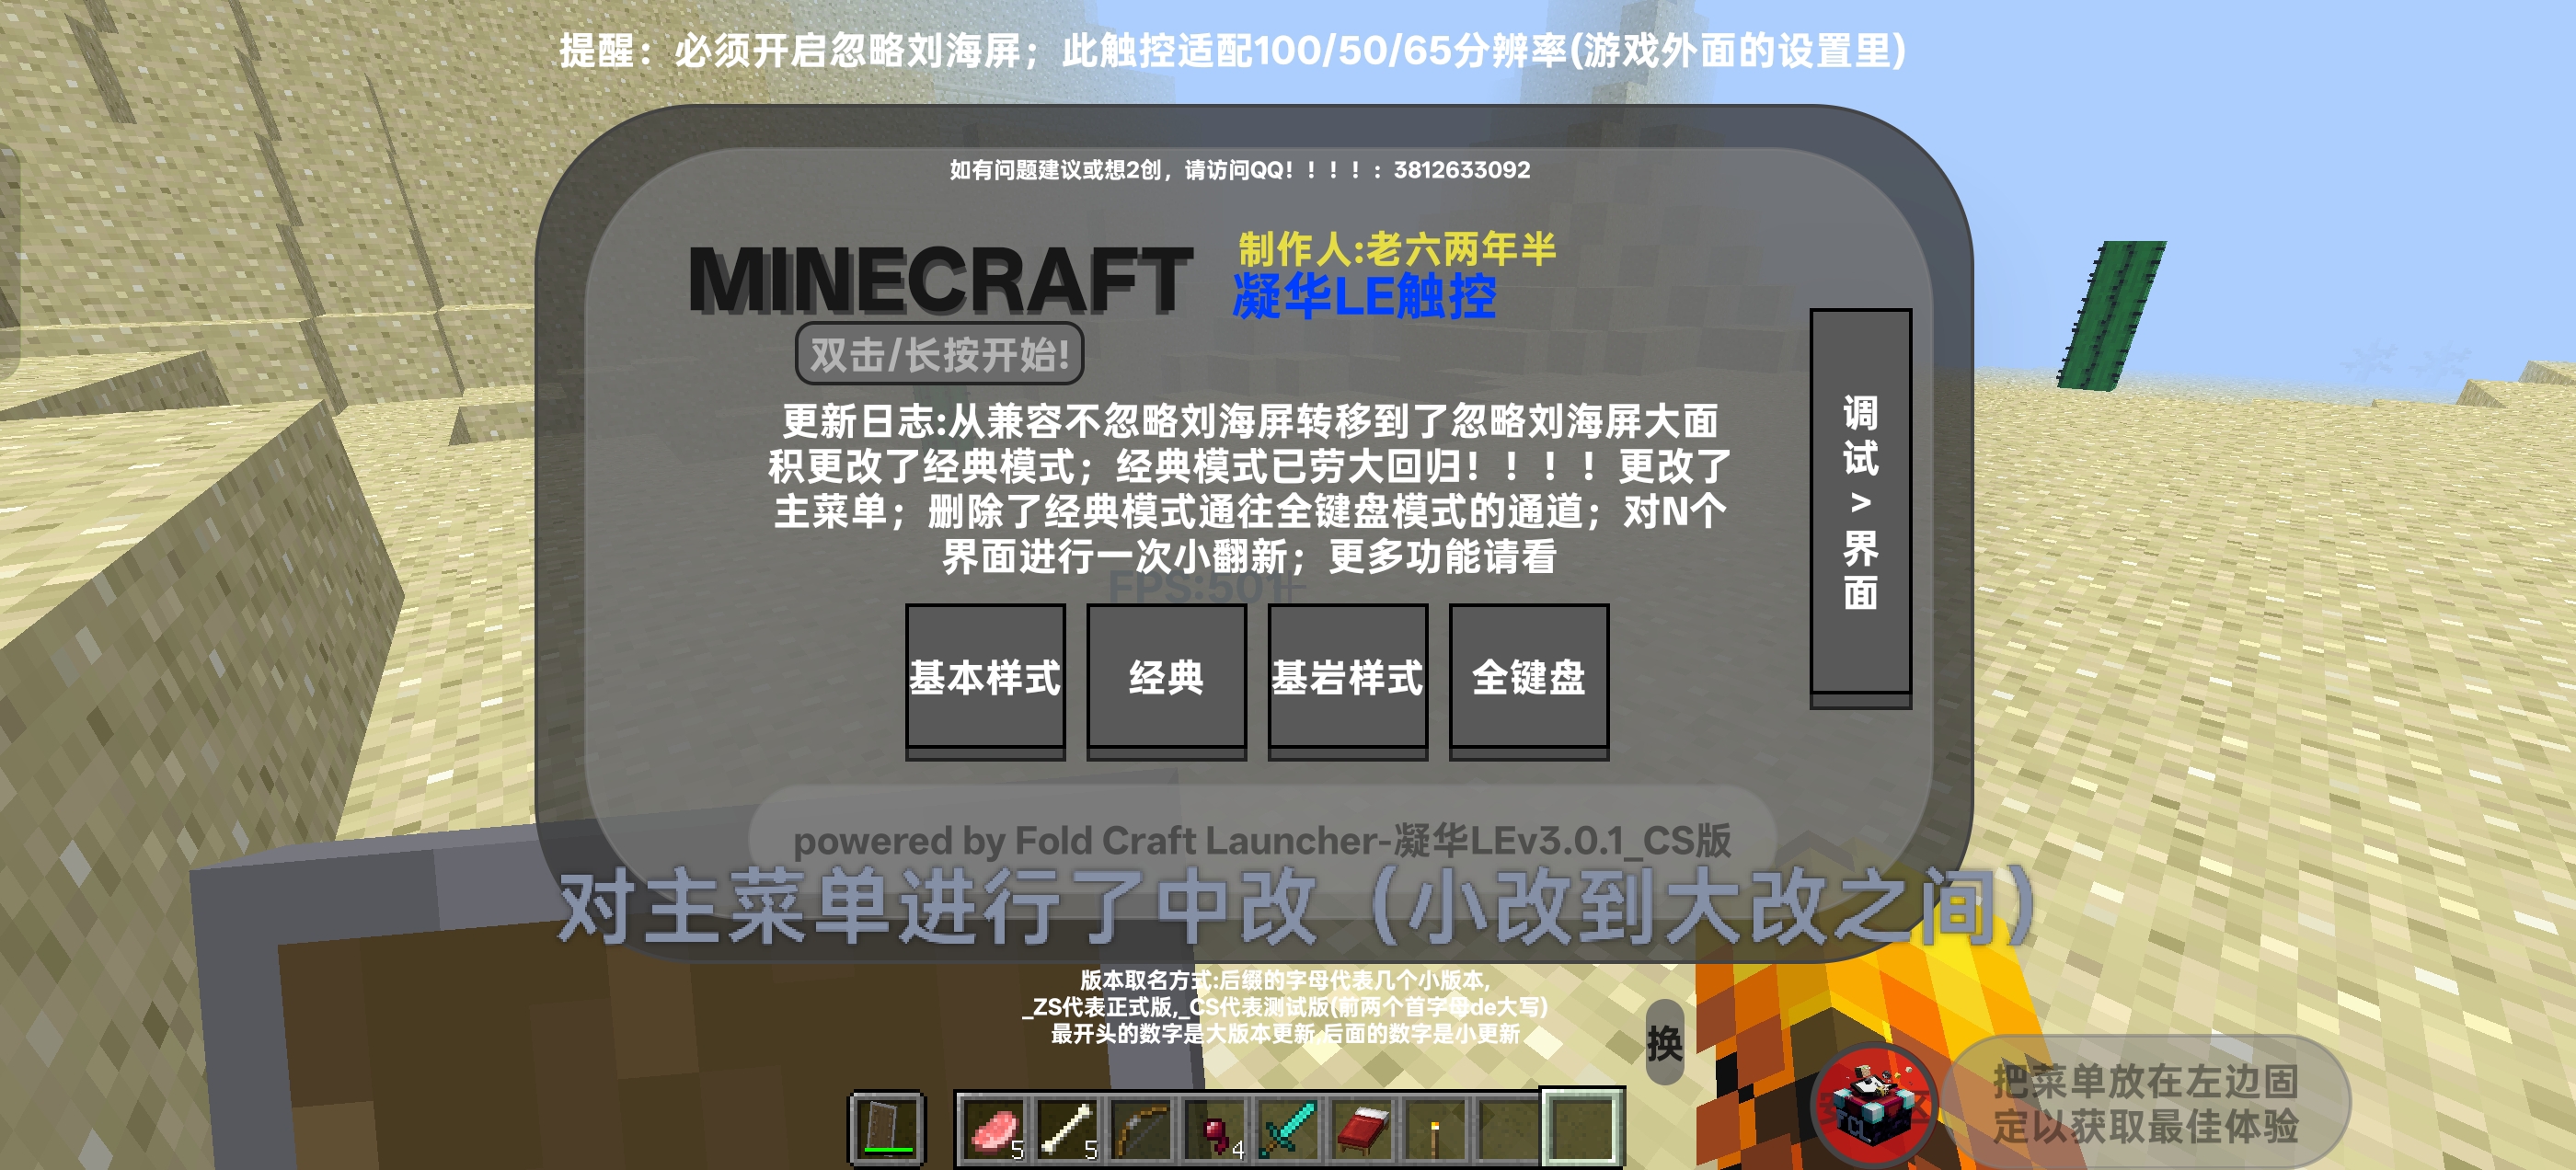 提醒：必须开启忽略刘海屏；此触控适配100/50/65分辨率(游戏外面的设置里)
如有问题建议或想2创，请访问QQ！！！！：3812633092
MINECRAFT
制作人:老六两年半
凝华LE触控
双击/长按开始!
更新日志:从兼容不忽略刘海屏转移到了忽略刘海屏大面
积更改了经典模式；经典模式已劳大回归！！！！更改了
主菜单；删除了经典模式通往全键盘模式的通道；对N个
界面进行一次小翻新；更多功能请看
调试>界面
FPS:501
基本样式
经典
基岩样式
全键盘
powered by Fold Craft Launcher-凝华LEv3.0.1_CS版
对主菜单进行了中改（小改到大改之间）
版本取名方式:后缀的字母代表几个小版本,
_ZS代表正式版,_CS代表测试版(前两个首字母de大写)
最开头的数字是大版本更新,后面的数字是小更新
换
5
5
4
FCL
把菜单放在左边固
定以获取最佳体验